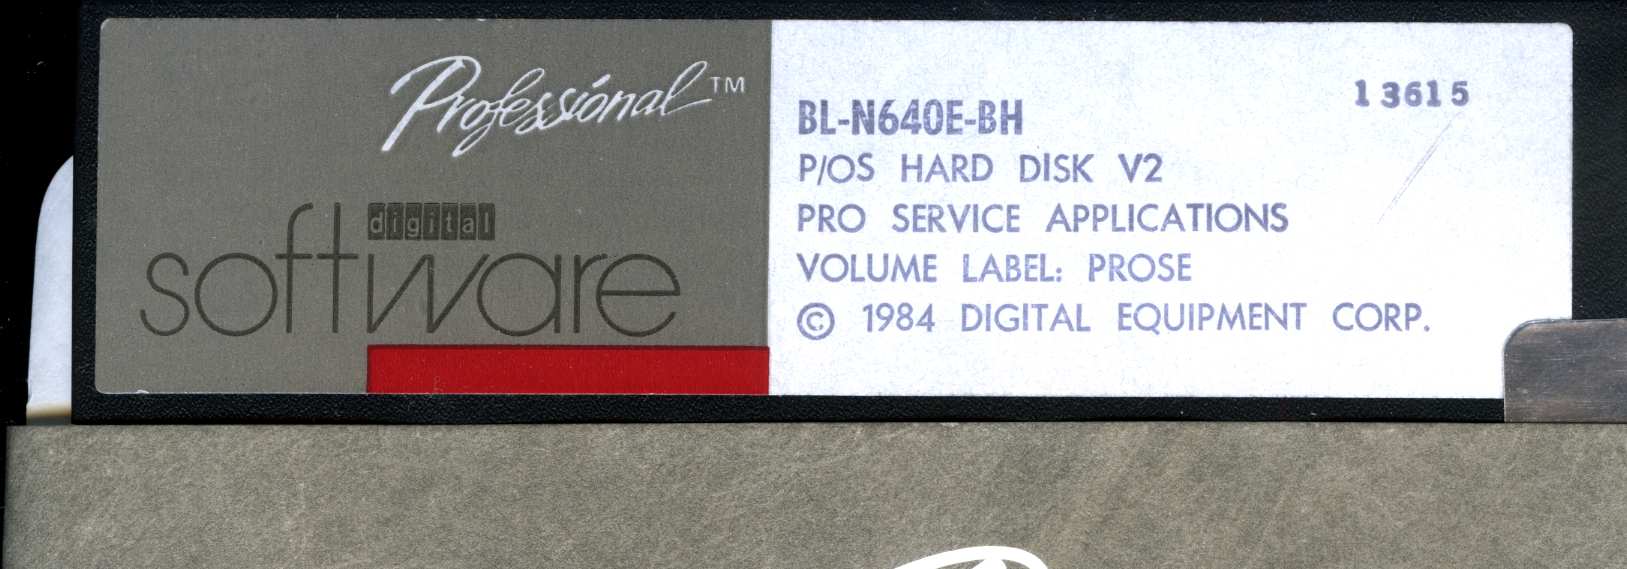 Professional™
digital
software
13615
BL-N640E-BH
P/OS HARD DISK V2
PRO SERVICE APPLICATIONS
VOLUME LABEL: PROSE
© 1984 DIGITAL EQUIPMENT CORP.